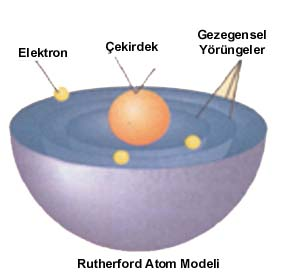 Elektron
Çekirdek
Gezegensel
Yörüngeler
Rutherford Atom Modeli